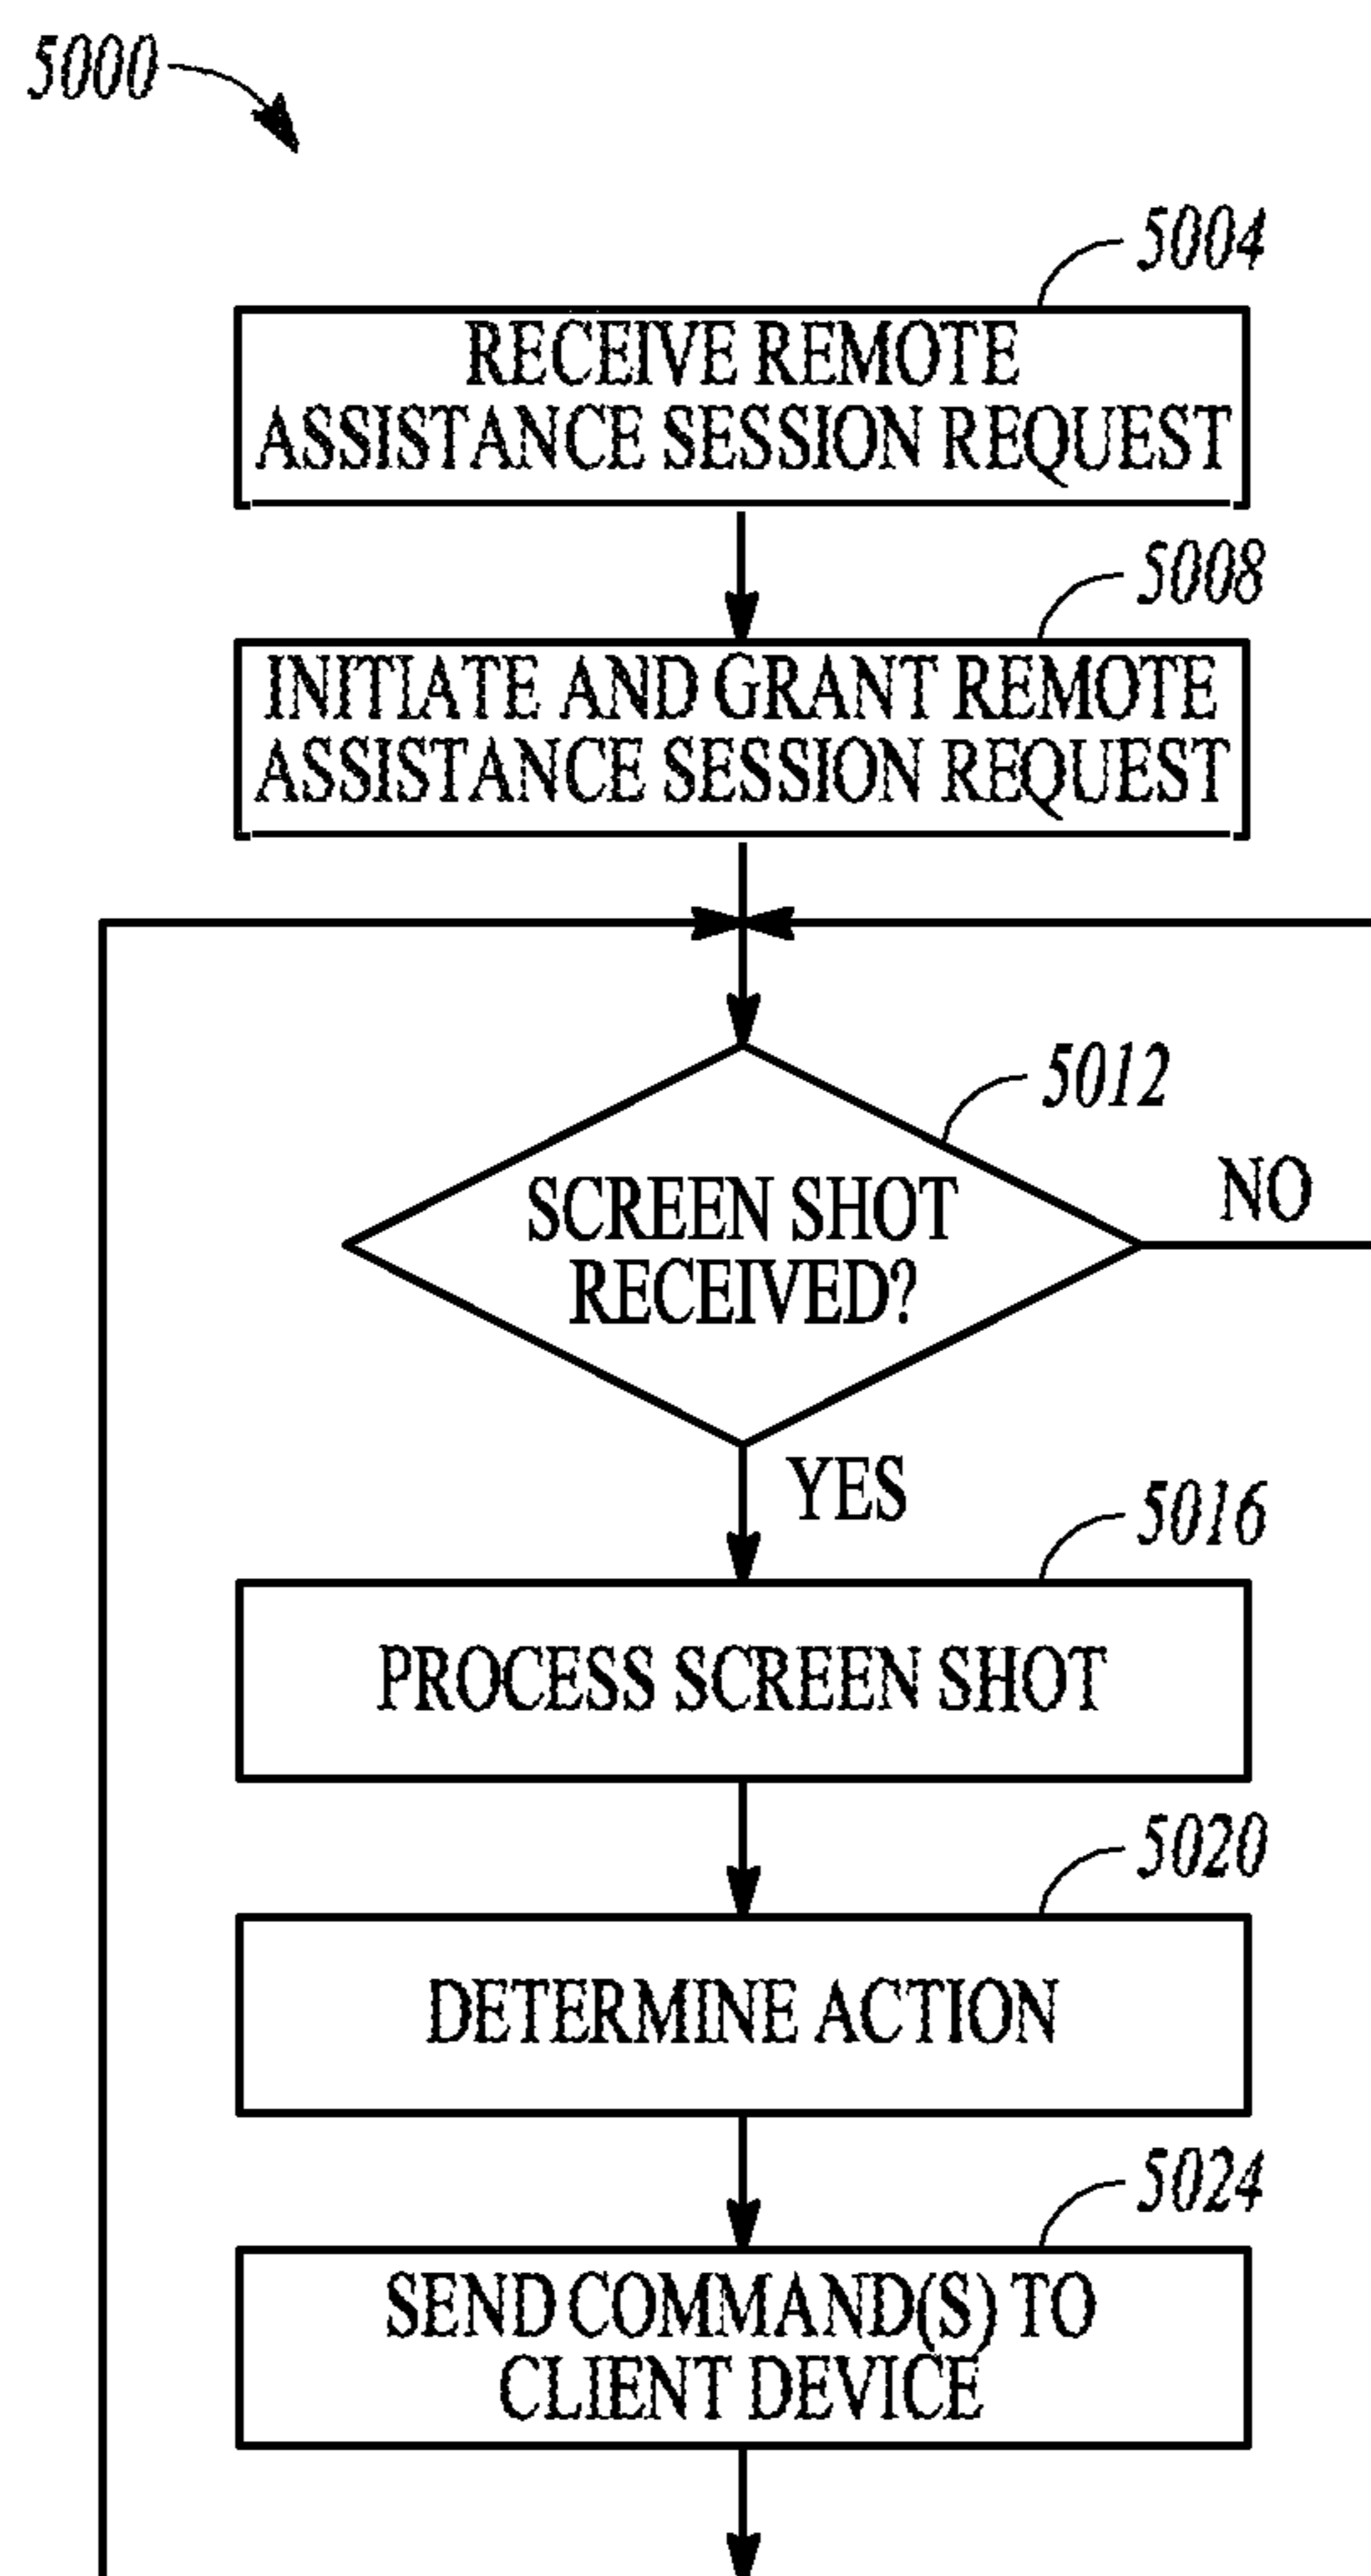 5000
5004
RECEIVE REMOTE
ASSISTANCE SESSION REQUEST
5008
INITIATE AND GRANT REMOTE
ASSISTANCE SESSION REQUEST
5012
SCREEN SHOT
RECEIVED?
NO
YES
5016
PROCESS SCREEN SHOT
5020
DETERMINE ACTION
5024
SEND COMMAND(S) TO
CLIENT DEVICE